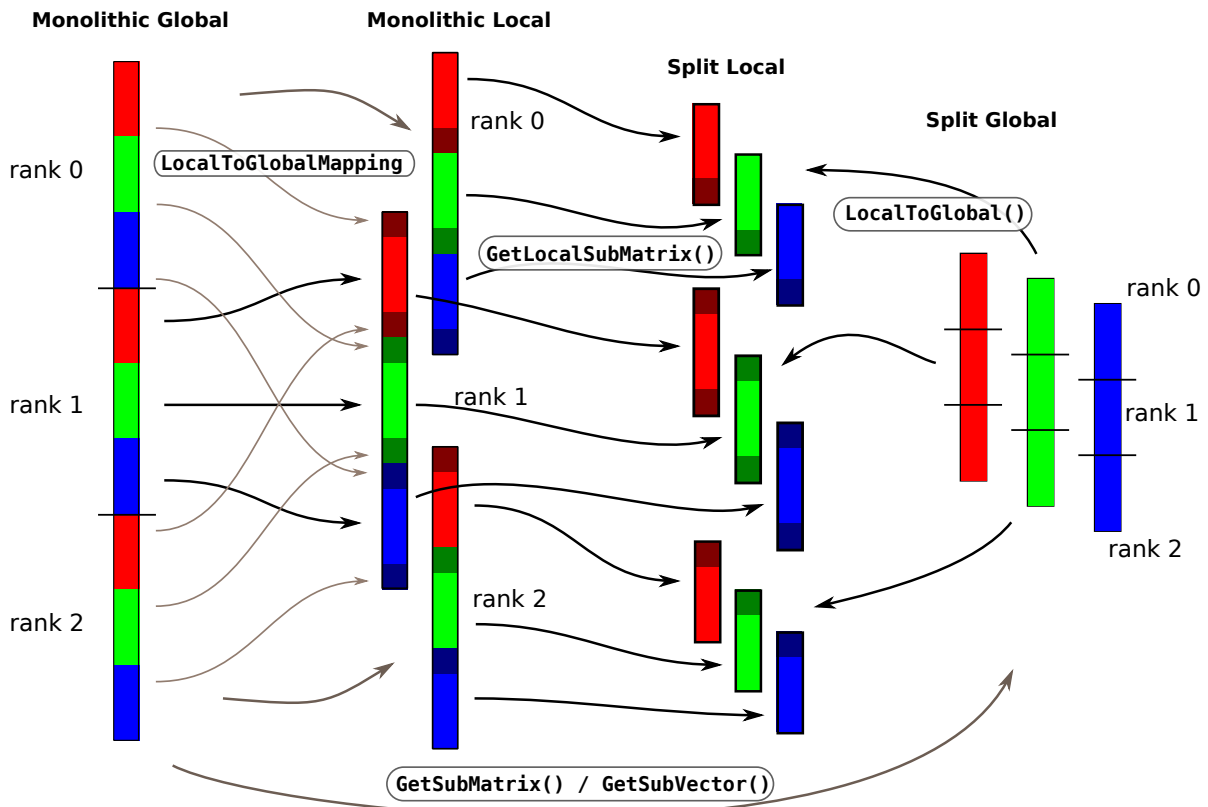 Monolithic Global
Monolithic Local
Split Local
Split Global
rank 0
rank 1
rank 2
LocalToGlobalMapping
rank 0
rank 1
rank 2
GetLocalSubMatrix()
LocalToGlobal()
rank 0
rank 1
rank 2
GetSubMatrix() / GetSubVector()